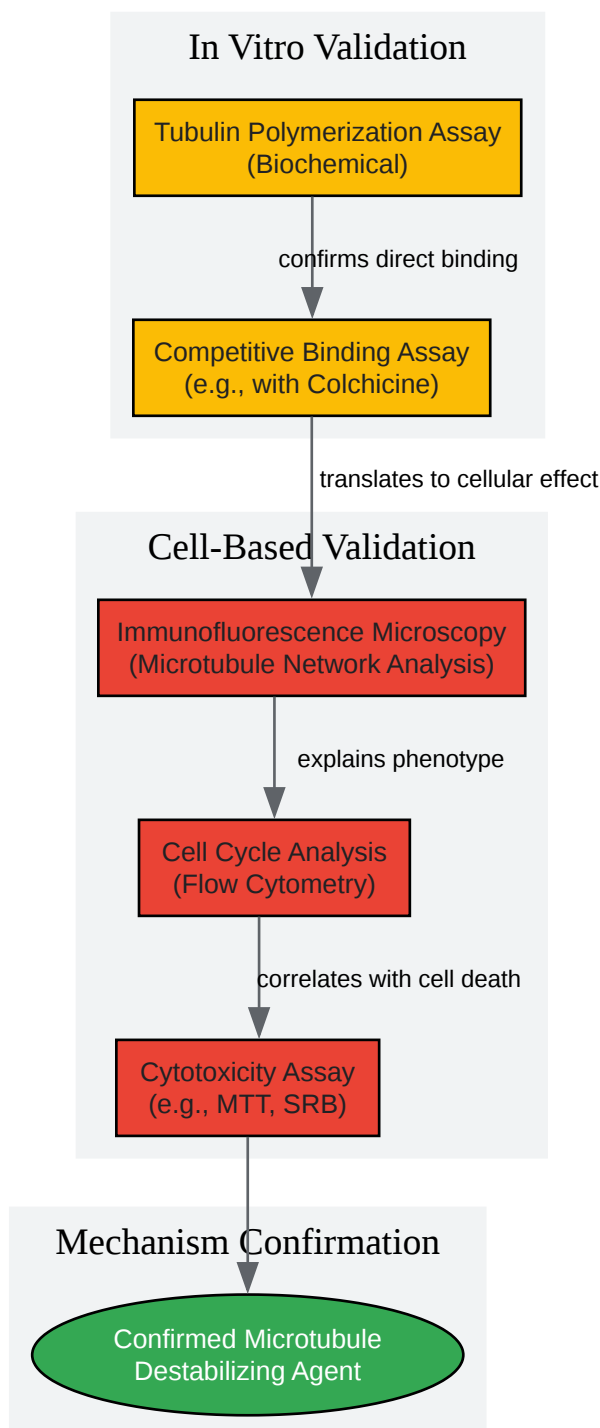 In Vitro Validation
Tubulin Polymerization Assay
(Biochemical)
confirms direct binding
Competitive Binding Assay
(e.g., with Colchicine)
translates to cellular effect
Cell-Based Validation
Immunofluorescence Microscopy
(Microtubule Network Analysis)
explains phenotype
Cell Cycle Analysis
(Flow Cytometry)
correlates with cell death
Cytotoxicity Assay
(e.g., MTT, SRB)
Mechanism Confirmation
Confirmed Microtubule
Destabilizing Agent